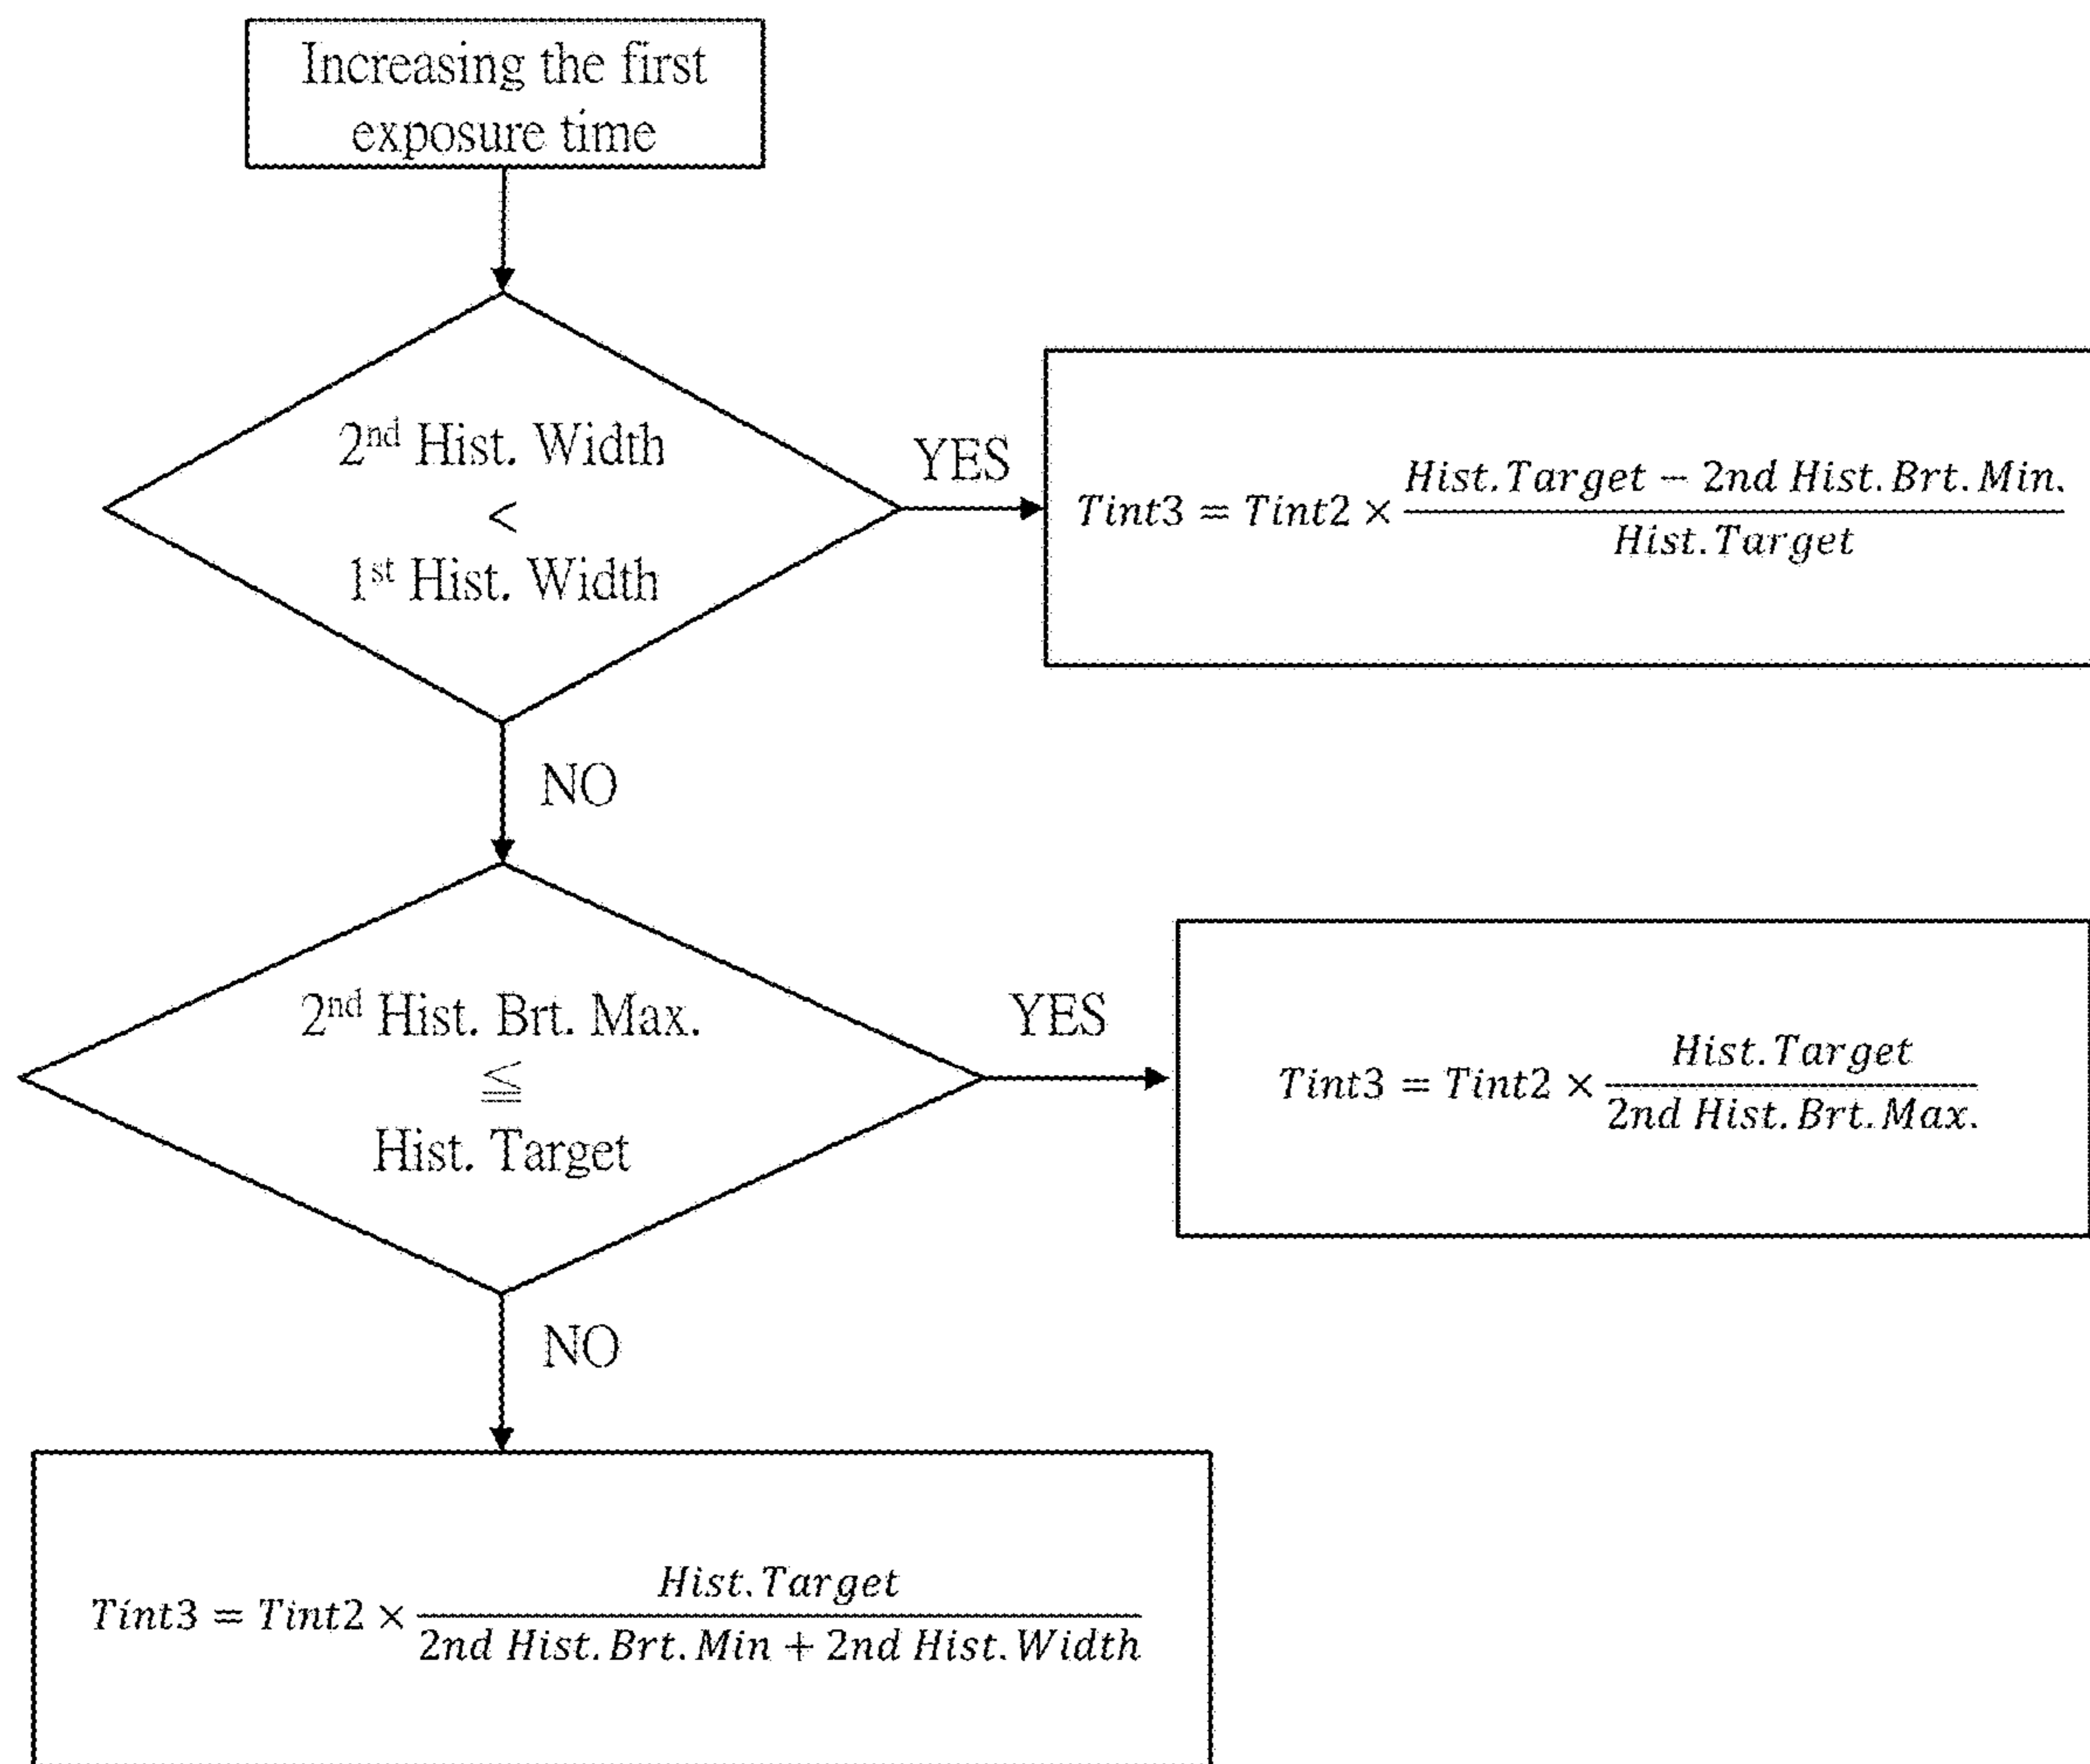 Increasing the first
exposure time
2nd Hist. Width
<
1st Hist. Width
YES
Tint3 = Tint2 × (Hist.Target − 2nd Hist.Brt.Min.) / Hist.Target
NO
2nd Hist. Brt. Max.
≦
Hist. Target
YES
Tint3 = Tint2 × Hist.Target / 2nd Hist.Brt.Max.
NO
Tint3 = Tint2 × Hist.Target / (2nd Hist.Brt.Min + 2nd Hist.Width)